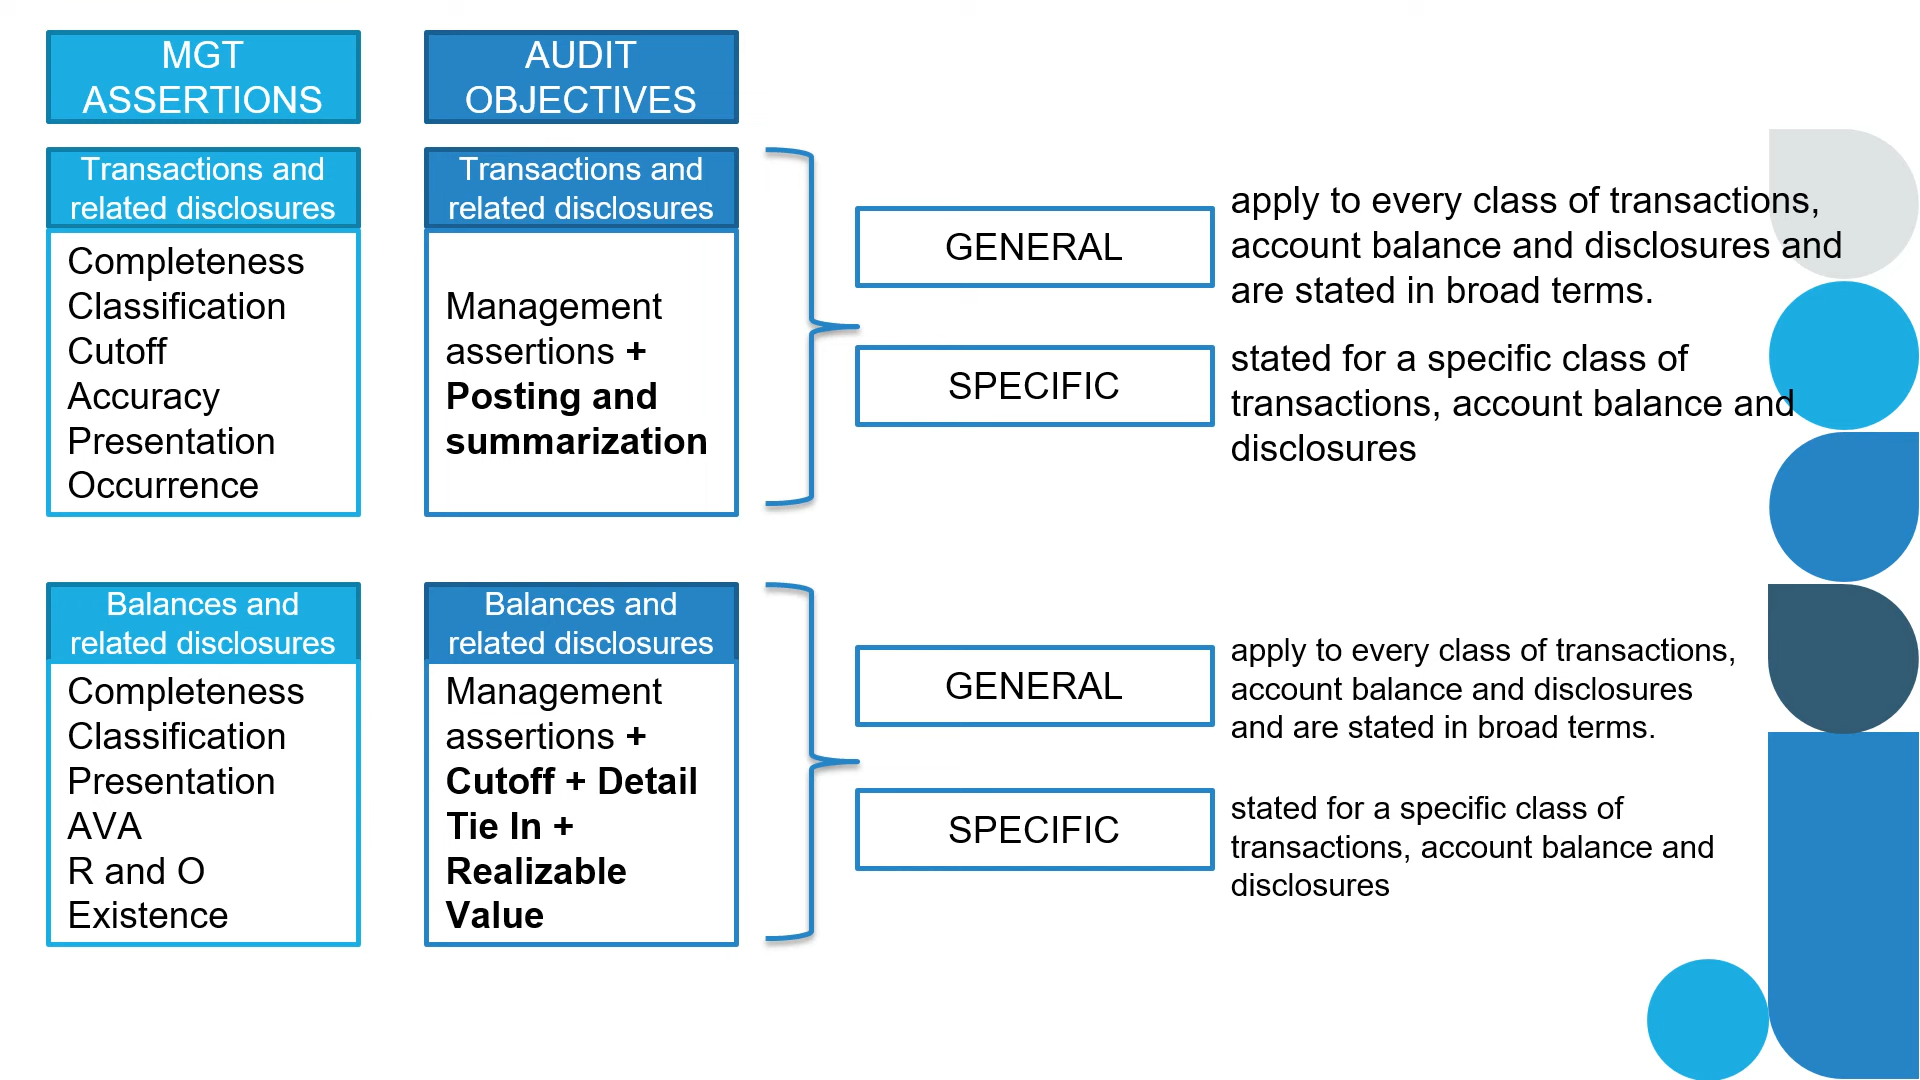 MGT
ASSERTIONS
AUDIT
OBJECTIVES
Transactions and
related disclosures
Completeness
Classification
Cutoff
Accuracy
Presentation
Occurrence
Transactions and
related disclosures
Management
assertions +
Posting and
summarization
GENERAL
apply to every class of transactions,
account balance and disclosures and
are stated in broad terms.
SPECIFIC
stated for a specific class of
transactions, account balance and
disclosures
Balances and
related disclosures
Completeness
Classification
Presentation
AVA
R and O
Existence
Balances and
related disclosures
Management
assertions +
Cutoff + Detail
Tie In +
Realizable
Value
GENERAL
apply to every class of transactions,
account balance and disclosures
and are stated in broad terms.
SPECIFIC
stated for a specific class of
transactions, account balance and
disclosures